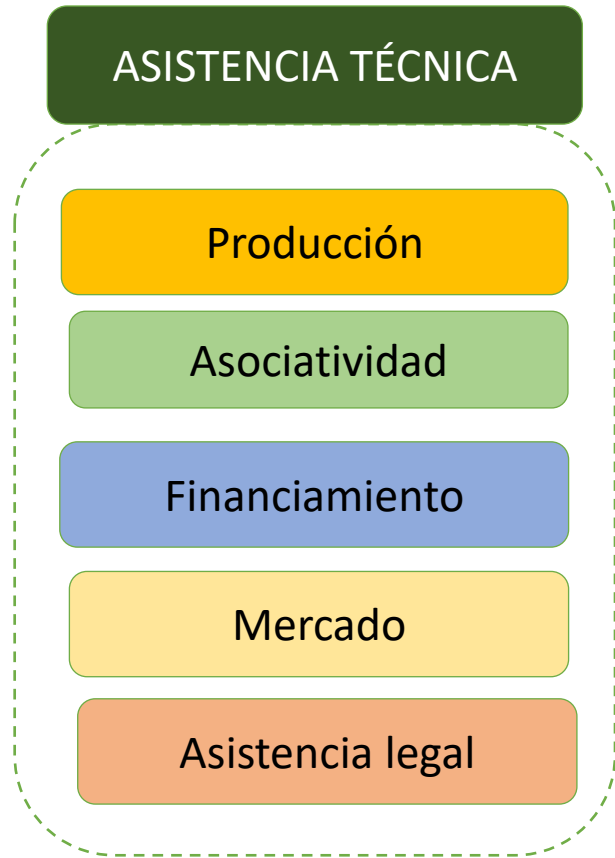 ASISTENCIA TÉCNICA
Producción
Asociatividad
Financiamiento
Mercado
Asistencia legal